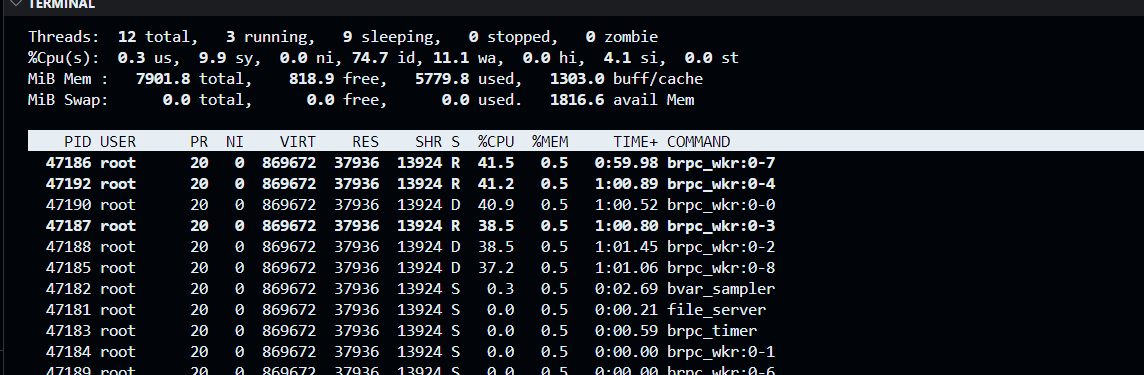 TERMINAL
Threads:  12 total,   3 running,   9 sleeping,   0 stopped,   0 zombie
%Cpu(s):  0.3 us,  9.9 sy,  0.0 ni, 74.7 id, 11.1 wa,  0.0 hi,  4.1 si,  0.0 st
MiB Mem :   7901.8 total,    818.9 free,   5779.8 used,   1303.0 buff/cache
MiB Swap:      0.0 total,      0.0 free,      0.0 used.   1816.6 avail Mem
PID USER      PR  NI    VIRT    RES    SHR S  %CPU  %MEM     TIME+ COMMAND
47186 root      20   0  869672  37936  13924 R  41.5   0.5   0:59.98 brpc_wkr:0-7
47192 root      20   0  869672  37936  13924 R  41.2   0.5   1:00.89 brpc_wkr:0-4
47190 root      20   0  869672  37936  13924 D  40.9   0.5   1:00.52 brpc_wkr:0-0
47187 root      20   0  869672  37936  13924 R  38.5   0.5   1:00.80 brpc_wkr:0-3
47188 root      20   0  869672  37936  13924 D  38.5   0.5   1:01.45 brpc_wkr:0-2
47185 root      20   0  869672  37936  13924 D  37.2   0.5   1:01.06 brpc_wkr:0-8
47182 root      20   0  869672  37936  13924 S   0.3   0.5   0:02.69 bvar_sampler
47181 root      20   0  869672  37936  13924 S   0.0   0.5   0:00.21 file_server
47183 root      20   0  869672  37936  13924 S   0.0   0.5   0:00.59 brpc_timer
47184 root      20   0  869672  37936  13924 S   0.0   0.5   0:00.00 brpc_wkr:0-1
47189 root      20   0  869672  37936  13924 S   0.0   0.5   0:00.00 brpc_wkr:0-6